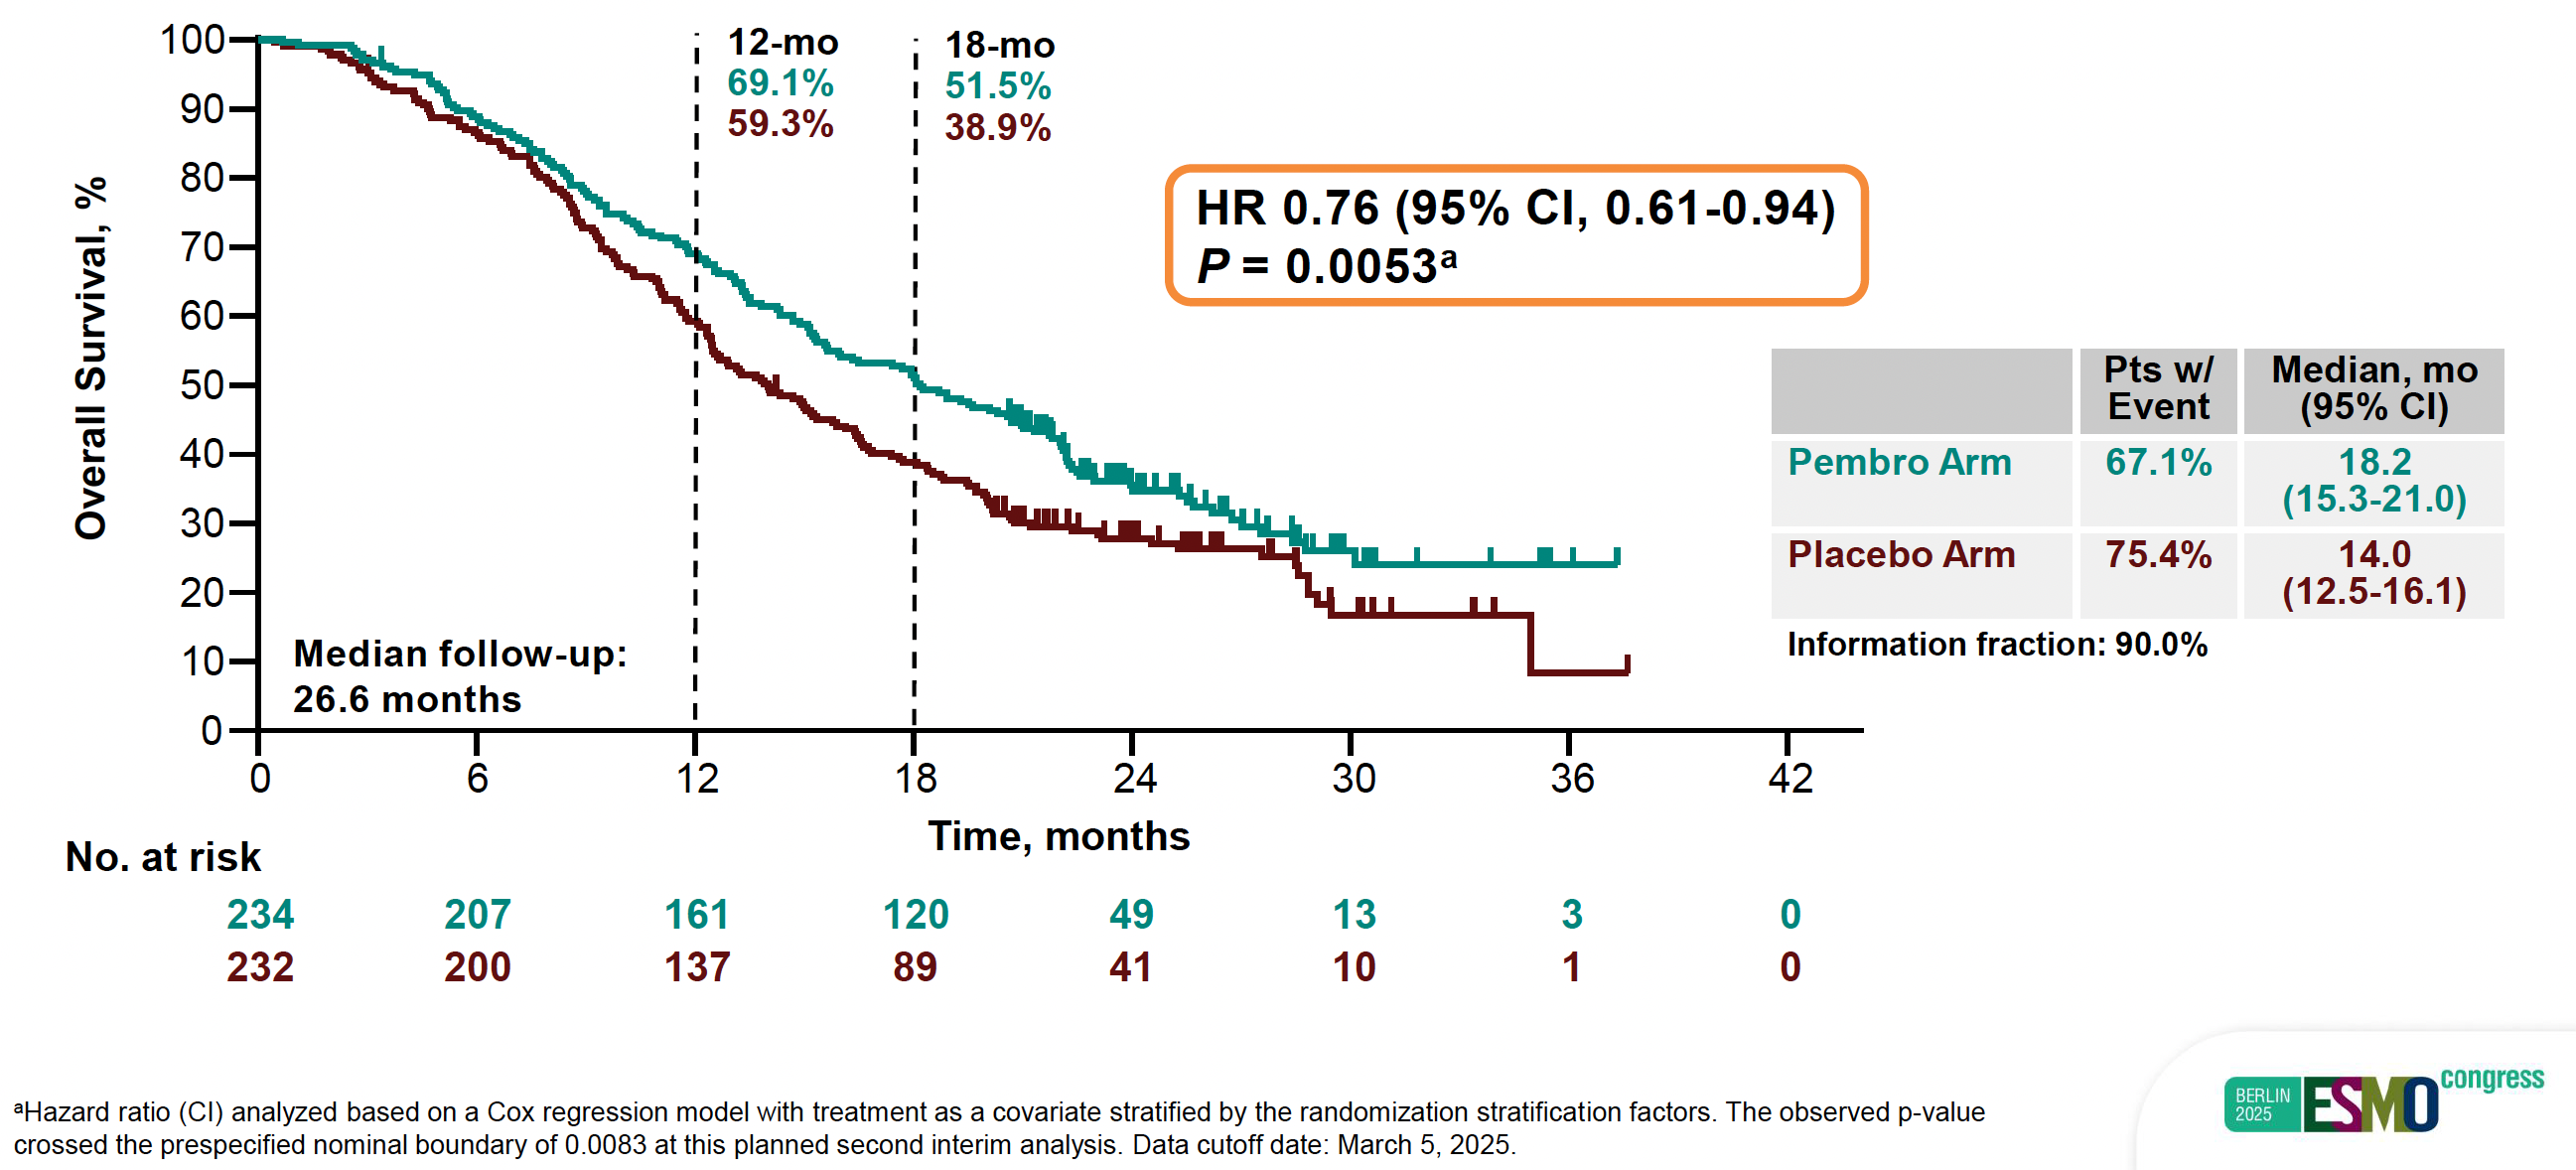 100
90
80
70
60
50
40
30
20
10
0
Overall Survival, %
12-mo
69.1%
59.3%
18-mo
51.5%
38.9%
HR 0.76 (95% CI, 0.61-0.94)
P = 0.0053ᵃ
Pts w/ Event Median, mo (95% CI)
Pembro Arm 67.1% 18.2 (15.3-21.0)
Placebo Arm 75.4% 14.0 (12.5-16.1)
Information fraction: 90.0%
Median follow-up:
26.6 months
0 6 12 18 24 30 36 42
Time, months
No. at risk
234 207 161 120 49 13 3 0
232 200 137 89 41 10 1 0
ᵃHazard ratio (CI) analyzed based on a Cox regression model with treatment as a covariate stratified by the randomization stratification factors. The observed p-value
crossed the prespecified nominal boundary of 0.0083 at this planned second interim analysis. Data cutoff date: March 5, 2025.
BERLIN
2025
ESMO congress